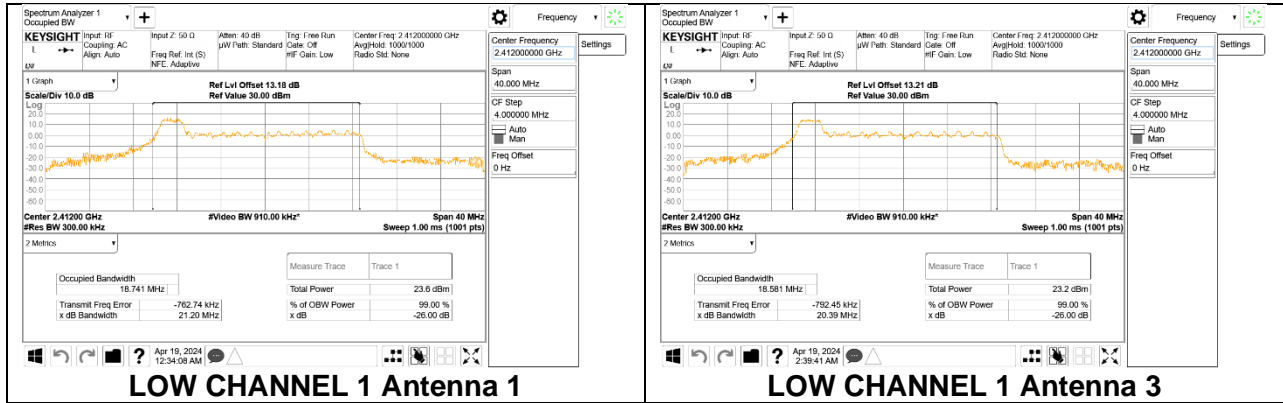 Spectrum Analyzer 1
Occupied BW
Frequency
KEYSIGHT
Input: RF
Coupling: AC
Align: Auto
Input Z: 50 Ω
Freq Ref: Int (S)
NFE: Adaptive
Atten: 40 dB
µW Path: Standard
Trig: Free Run
Gate: Off
#IF Gain: Low
Center Freq: 2.412000000 GHz
Avg|Hold: 1000/1000
Radio Std: None
Center Frequency
2.412000000 GHz
Settings
Span
40.000 MHz
CF Step
4.000000 MHz
Auto
Man
Freq Offset
0 Hz
1 Graph
Scale/Div 10.0 dB
Ref Lvl Offset 13.18 dB
Ref Value 30.00 dBm
Log
20.0
10.0
0.00
-10.0
-20.0
-30.0
-40.0
-50.0
-60.0
Center 2.41200 GHz
#Res BW 300.00 kHz
#Video BW 910.00 kHz*
Span 40 MHz
Sweep 1.00 ms (1001 pts)
2 Metrics
Measure Trace
Trace 1
Occupied Bandwidth
18.741 MHz
Total Power
23.6 dBm
Transmit Freq Error
-762.74 kHz
% of OBW Power
99.00 %
x dB Bandwidth
21.20 MHz
x dB
-26.00 dB
?
Apr 19, 2024
12:34:08 AM
LOW CHANNEL 1 Antenna 1
Spectrum Analyzer 1
Occupied BW
Frequency
KEYSIGHT
Input: RF
Coupling: AC
Align: Auto
Input Z: 50 Ω
Freq Ref: Int (S)
NFE: Adaptive
Atten: 40 dB
µW Path: Standard
Trig: Free Run
Gate: Off
#IF Gain: Low
Center Freq: 2.412000000 GHz
Avg|Hold: 1000/1000
Radio Std: None
Center Frequency
2.412000000 GHz
Settings
Span
40.000 MHz
CF Step
4.000000 MHz
Auto
Man
Freq Offset
0 Hz
1 Graph
Scale/Div 10.0 dB
Ref Lvl Offset 13.21 dB
Ref Value 30.00 dBm
Log
20.0
10.0
0.00
-10.0
-20.0
-30.0
-40.0
-50.0
-60.0
Center 2.41200 GHz
#Res BW 300.00 kHz
#Video BW 910.00 kHz*
Span 40 MHz
Sweep 1.00 ms (1001 pts)
2 Metrics
Measure Trace
Trace 1
Occupied Bandwidth
18.581 MHz
Total Power
23.2 dBm
Transmit Freq Error
-792.45 kHz
% of OBW Power
99.00 %
x dB Bandwidth
20.39 MHz
x dB
-26.00 dB
?
Apr 19, 2024
2:39:41 AM
LOW CHANNEL 1 Antenna 3